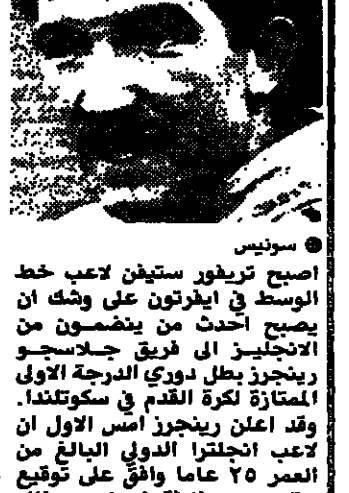 سونيس
اصبح تريفور ستيفن لاعب خط
الوسط في ايفرتون على وشك ان
يصبح احدث من ينضمون من
الانجليز الى فريق جلاسجو
رينجرز بطل دوري الدرجة الاولى
الممتازة لكرة القدم في سكوتلندا.
وقد اعلن رينجرز امس الاول ان
لاعب انجلترا الدولي البالغ من
العمر ٢٥ عاما وافق على توقيع